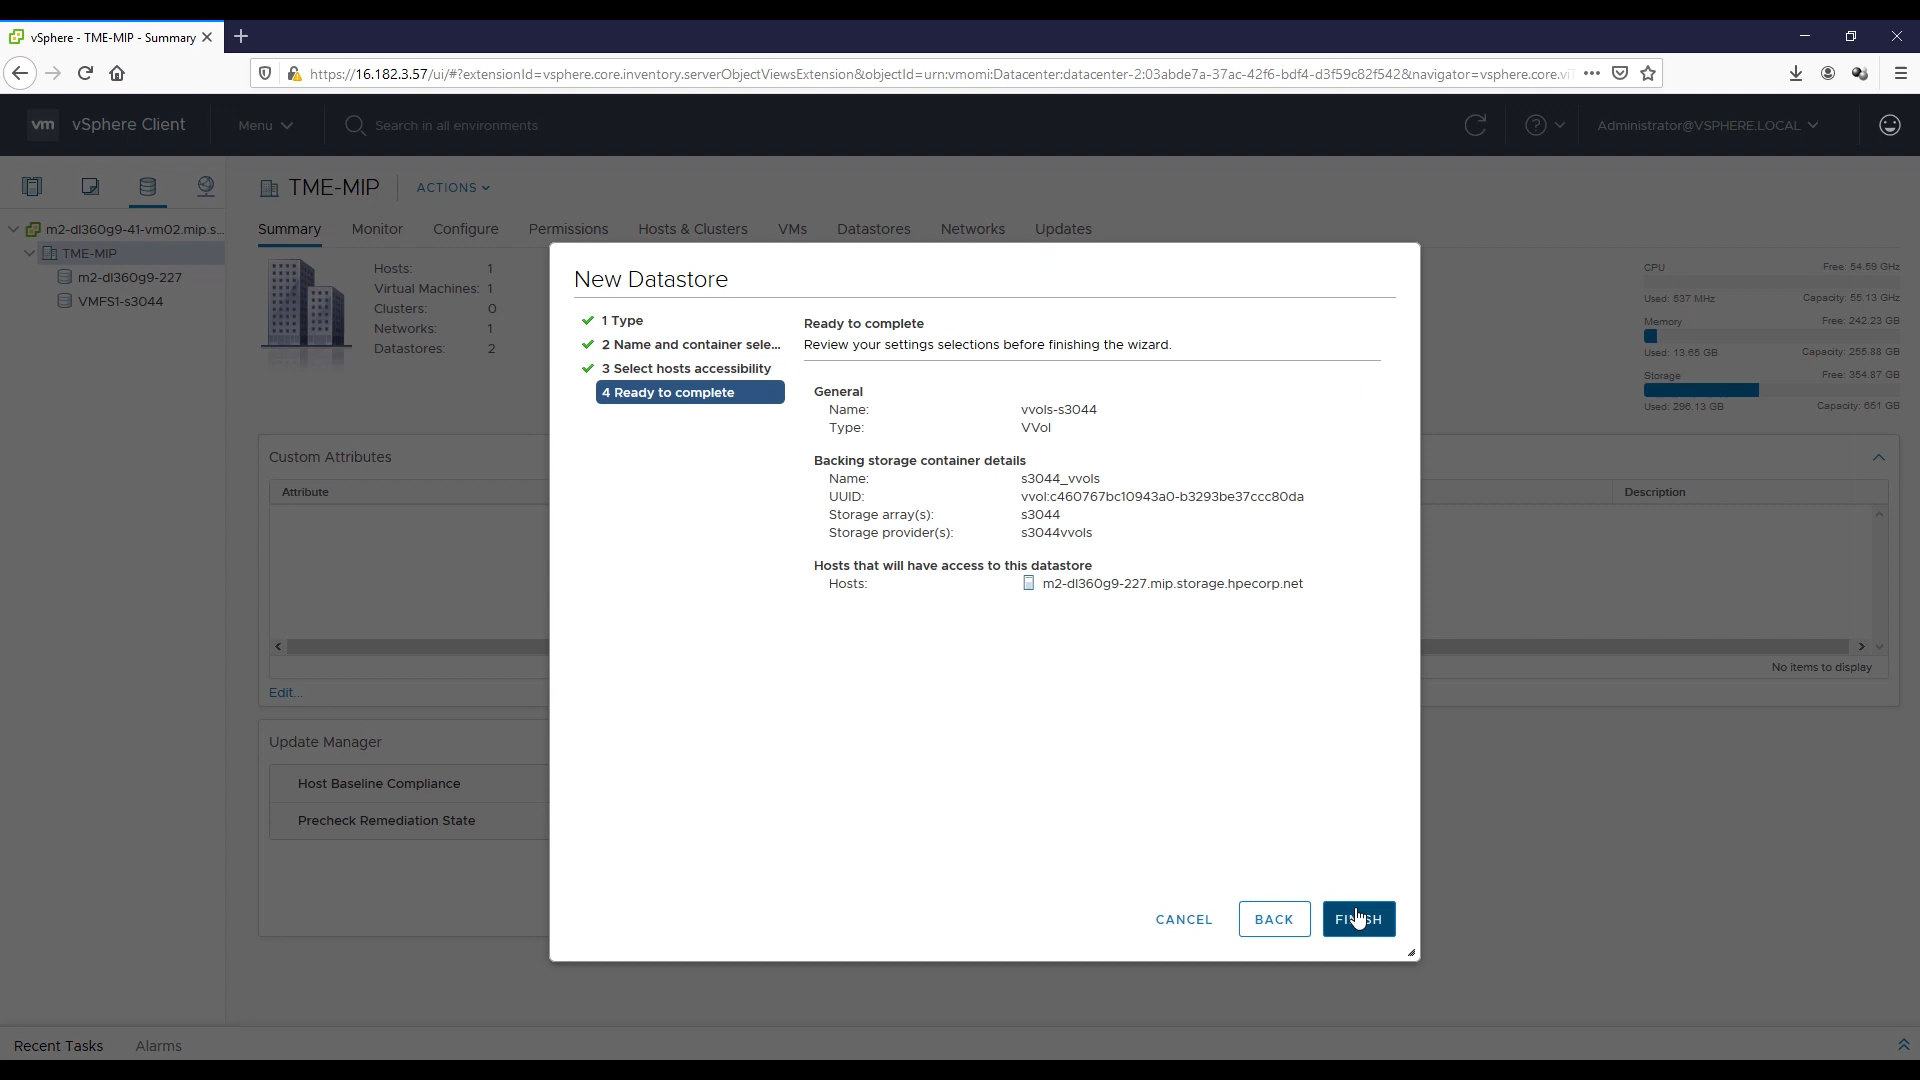 vSphere - TME-MIP - Summary
https://16.182.3.57/ui/#?extensionId=vsphere.core.inventory.serverObjectViewsExtension&objectId=urn:vmomi:Datacenter:datacenter-2:03abde7a-37ac-42f6-bdf4-d3f59c82f542&navigator=vsphere.core.vi
vm vSphere Client Menu Search in all environments Administrator@VSPHERE.LOCAL
TME-MIP ACTIONS
m2-dl360g9-41-vm02.mip.s...
TME-MIP
m2-dl360g9-227
VMFS1-s3044
Summary Monitor Configure Permissions Hosts & Clusters VMs Datastores Networks Updates
Hosts: 1
Virtual Machines: 1
Clusters: 0
Networks: 1
Datastores: 2
CPU Free: 54.59 GHz
Used: 537 MHz Capacity: 55.13 GHz
Memory Free: 242.23 GB
Used: 13.65 GB Capacity: 255.88 GB
Storage Free: 354.87 GB
Used: 296.13 GB Capacity: 651 GB
Custom Attributes
Attribute Description
No items to display
Edit...
Update Manager
Host Baseline Compliance
Precheck Remediation State
New Datastore
1 Type
2 Name and container sele...
3 Select hosts accessibility
4 Ready to complete
Ready to complete
Review your settings selections before finishing the wizard.
General
Name: vvols-s3044
Type: VVol
Backing storage container details
Name: s3044_vvols
UUID: vvol:c460767bc10943a0-b3293be37ccc80da
Storage array(s): s3044
Storage provider(s): s3044vvols
Hosts that will have access to this datastore
Hosts: m2-dl360g9-227.mip.storage.hpecorp.net
CANCEL BACK FINISH
Recent Tasks Alarms